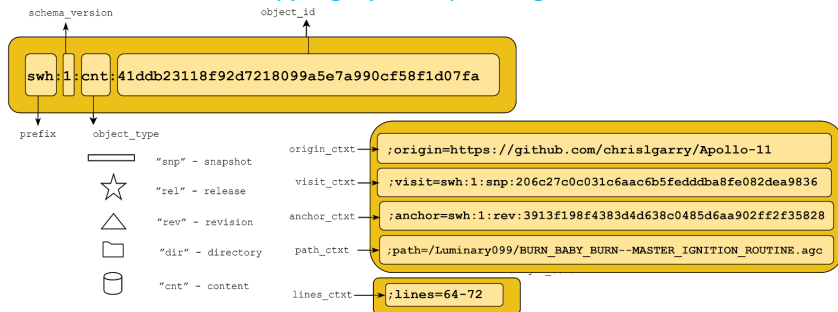 schema_version
object_id
swh:1:cnt:41ddb23118f92d7218099a5e7a990cf58f1d07fa
prefix
object_type
"snp" - snapshot
"rel" - release
"rev" - revision
"dir" - directory
"cnt" - content
origin_ctxt
;origin=https://github.com/chrislgarry/Apollo-11
visit_ctxt
;visit=swh:1:snp:206c27c0c031c6aac6b5fedddba8fe082dea9836
anchor_ctxt
;anchor=swh:1:rev:3913f198f4383d4d638c0485d6aa902ff2f35828
path_ctxt
;path=/Luminary099/BURN_BABY_BURN--MASTER_IGNITION_ROUTINE.agc
lines_ctxt
;lines=64-72